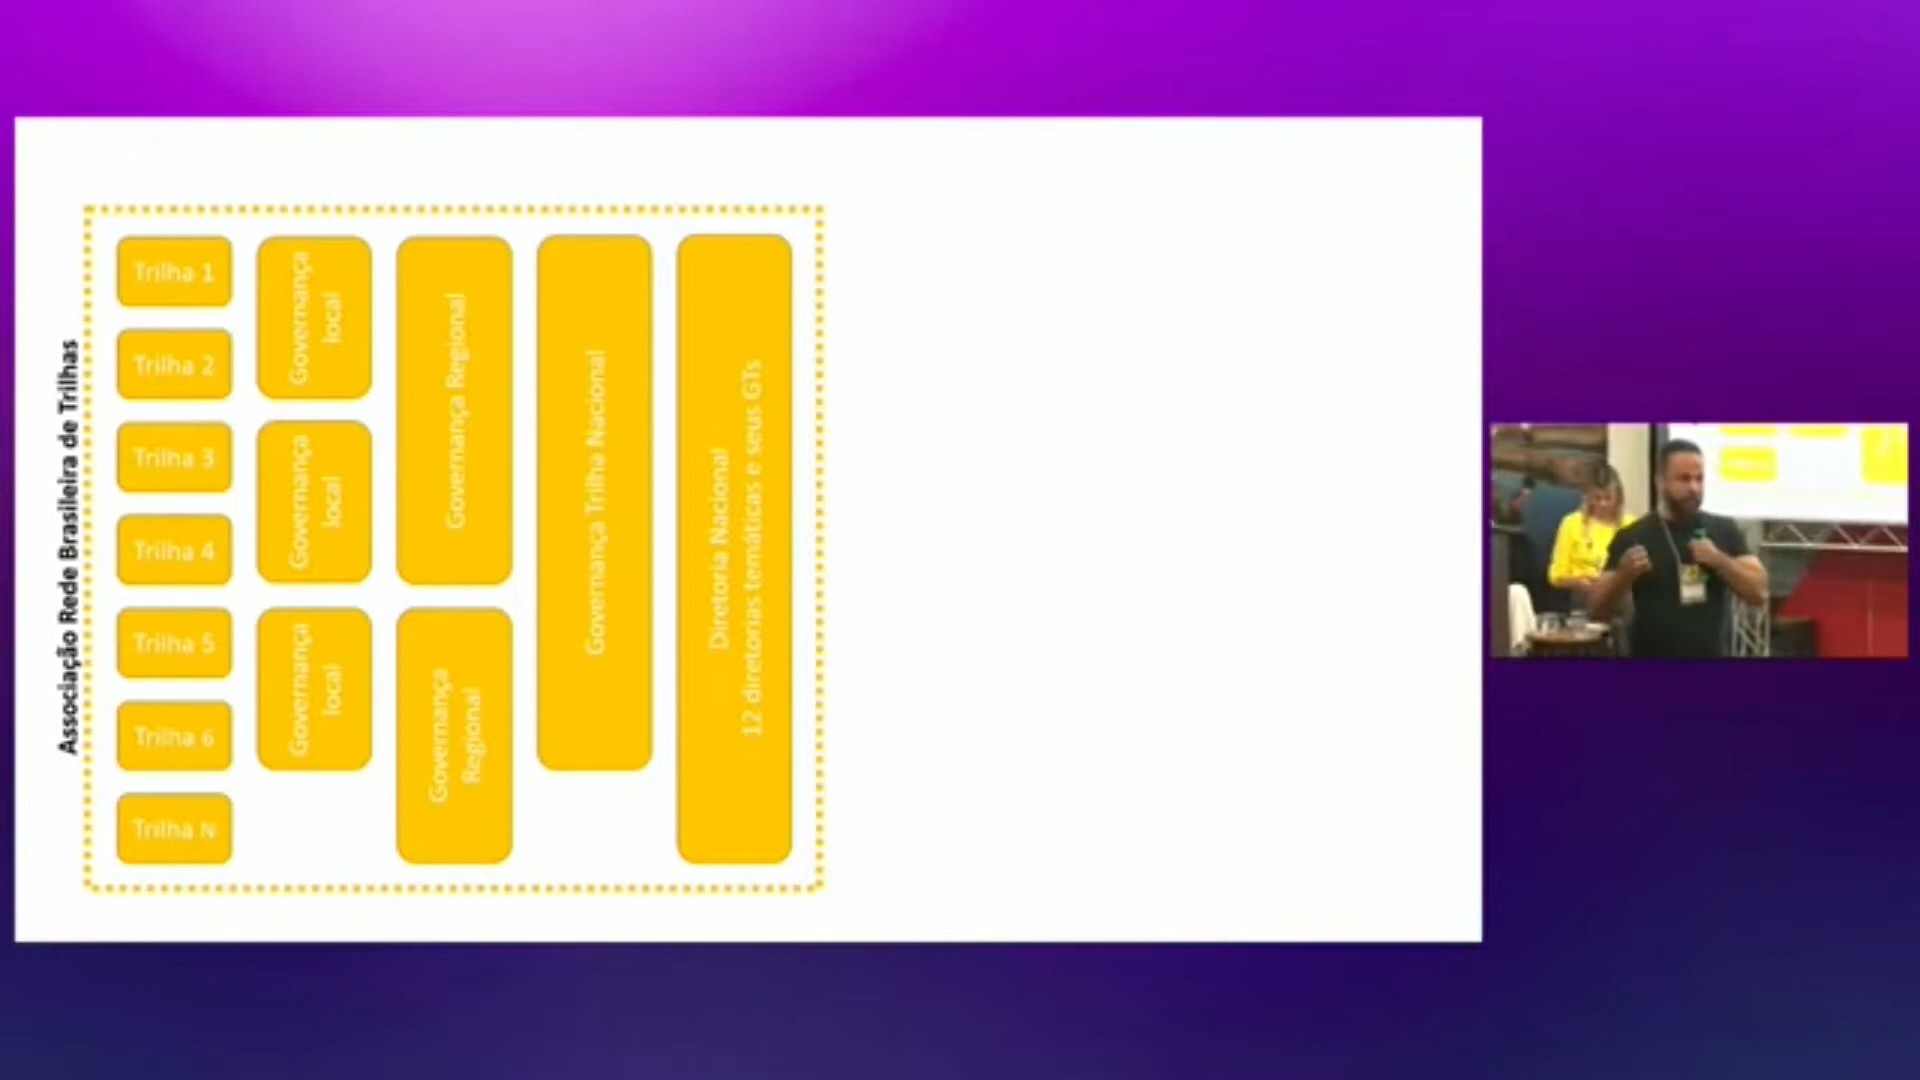 Associação Rede Brasileira de Trilhas
Trilha 1
Trilha 2
Trilha 3
Trilha 4
Trilha 5
Trilha 6
Trilha N
Governança
local
Governança
local
Governança
local
Governança Regional
Governança
Regional
Governança Trilha Nacional
Diretoria Nacional
12 diretorias temáticas e seus GTs